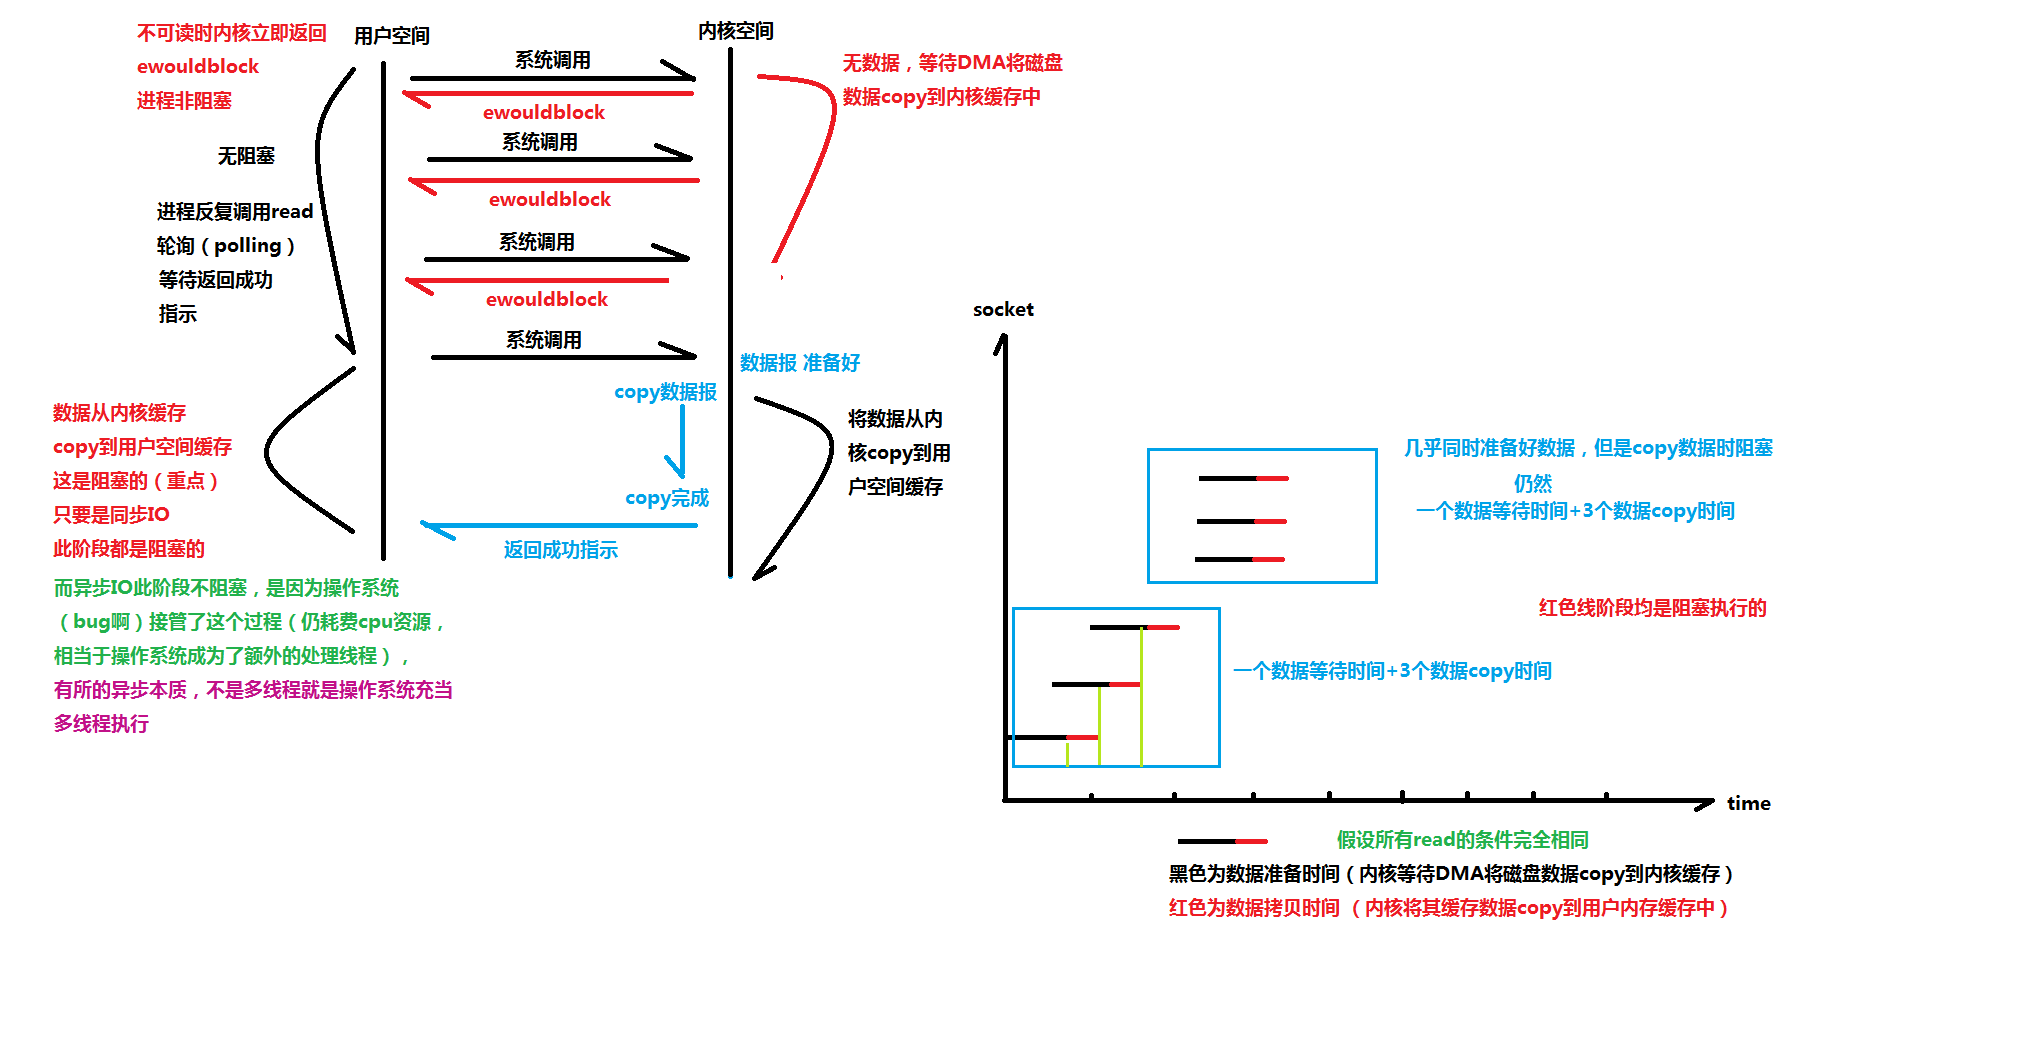 不可读时内核立即返回
ewouldblock
进程非阻塞
用户空间
内核空间
系统调用
ewouldblock
系统调用
ewouldblock
系统调用
ewouldblock
系统调用
无数据，等待DMA将磁盘
数据copy到内核缓存中
无阻塞
进程反复调用read
轮询（polling）
等待返回成功
指示
数据报 准备好
copy数据报
copy完成
返回成功指示
将数据从内
核copy到用
户空间缓存
数据从内核缓存
copy到用户空间缓存
这是阻塞的（重点）
只要是同步IO
此阶段都是阻塞的
而异步IO此阶段不阻塞，是因为操作系统
（bug啊）接管了这个过程（仍耗费cpu资源，
相当于操作系统成为了额外的处理线程），
有所的异步本质，不是多线程就是操作系统充当
多线程执行
socket
几乎同时准备好数据，但是copy数据时阻塞
仍然
一个数据等待时间+3个数据copy时间
红色线阶段均是阻塞执行的
一个数据等待时间+3个数据copy时间
time
假设所有read的条件完全相同
黑色为数据准备时间（内核等待DMA将磁盘数据copy到内核缓存）
红色为数据拷贝时间 （内核将其缓存数据copy到用户内存缓存中）